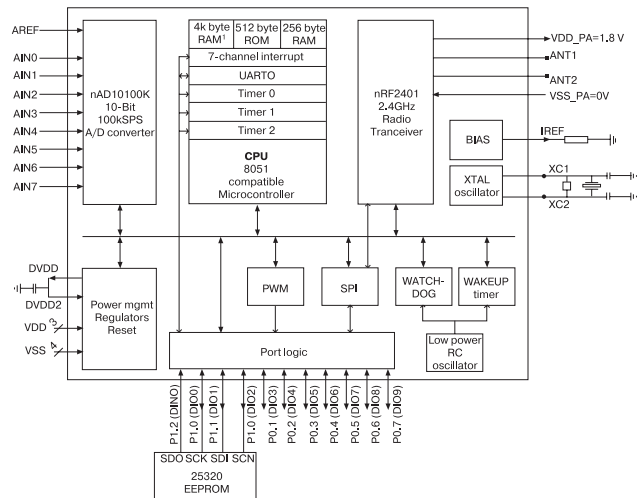 AREF
AIN0
AIN1
AIN2
AIN3
AIN4
AIN5
AIN6
AIN7
nAD10100K
10-Bit
100kSPS
A/D converter
4k byte
RAM¹
512 byte
ROM
256 byte
RAM
7-channel interrupt
UARTO
Timer 0
Timer 1
Timer 2
CPU
8051
compatible
Microcontroller
nRF2401
2.4GHz
Radio
Tranceiver
VDD_PA=1.8 V
ANT1
ANT2
VSS_PA=0V
BIAS
IREF
XTAL
oscillator
XC1
XC2
DVDD
DVDD2
VDD
3
VSS
4
Power mgmt
Regulators
Reset
PWM
SPI
WATCH-
DOG
WAKEUP
timer
Low power
RC
oscillator
Port logic
P1.2 (DINO)
P1.0 (DIO0)
P1.1 (DIO1)
P1.0 (DIO2)
P0.1 (DIO3)
P0.2 (DIO4)
P0.3 (DIO5)
P0.4 (DIO6)
P0.5 (DIO7)
P0.6 (DIO8)
P0.7 (DIO9)
SDO SCK SDI SCN
25320
EEPROM